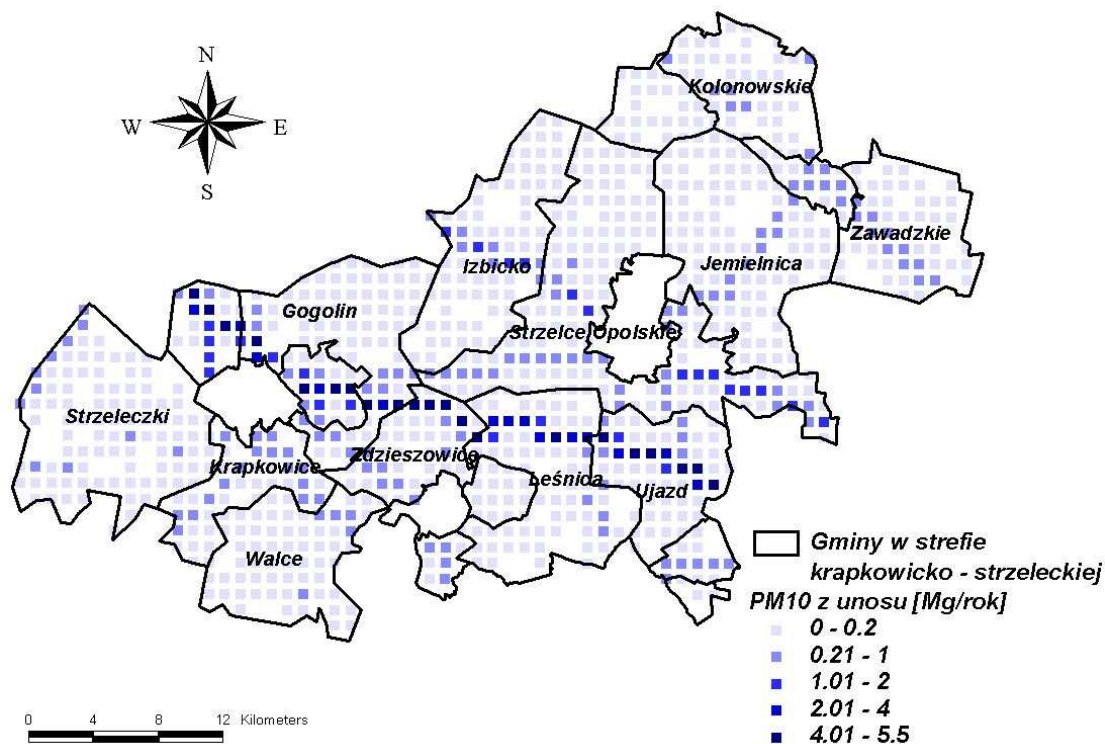 N
W E
S
Kolonowskie
Zawadzkie
Izbicko
Jemielnica
Gogolin
Strzelce Opolskie
Strzeleczki
Krapkowice
Zdzieszowice
Leśnica
Ujazd
Walce
Gminy w strefie
krapkowicko - strzeleckiej
PM10 z unosu [Mg/rok]
0 - 0.2
0.21 - 1
1.01 - 2
2.01 - 4
4.01 - 5.5
0 4 8 12 Kilometers